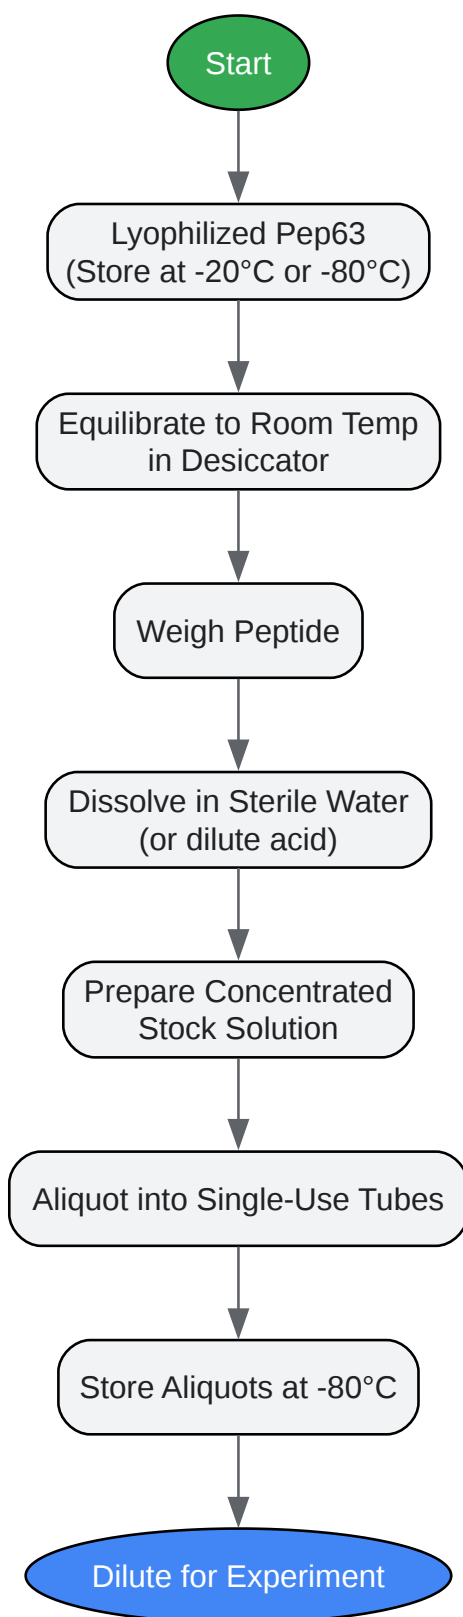 Start
Lyophilized Pep63
(Store at -20°C or -80°C)
Equilibrate to Room Temp
in Desiccator
Weigh Peptide
Dissolve in Sterile Water
(or dilute acid)
Prepare Concentrated
Stock Solution
Aliquot into Single-Use Tubes
Store Aliquots at -80°C
Dilute for Experiment